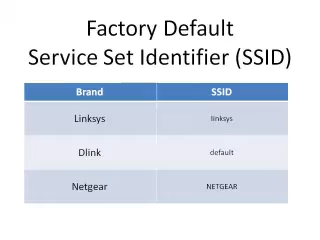 Factory Default
Service Set Identifier (SSID)
Brand SSID
Linksys linksys
Dlink default
Netgear NETGEAR